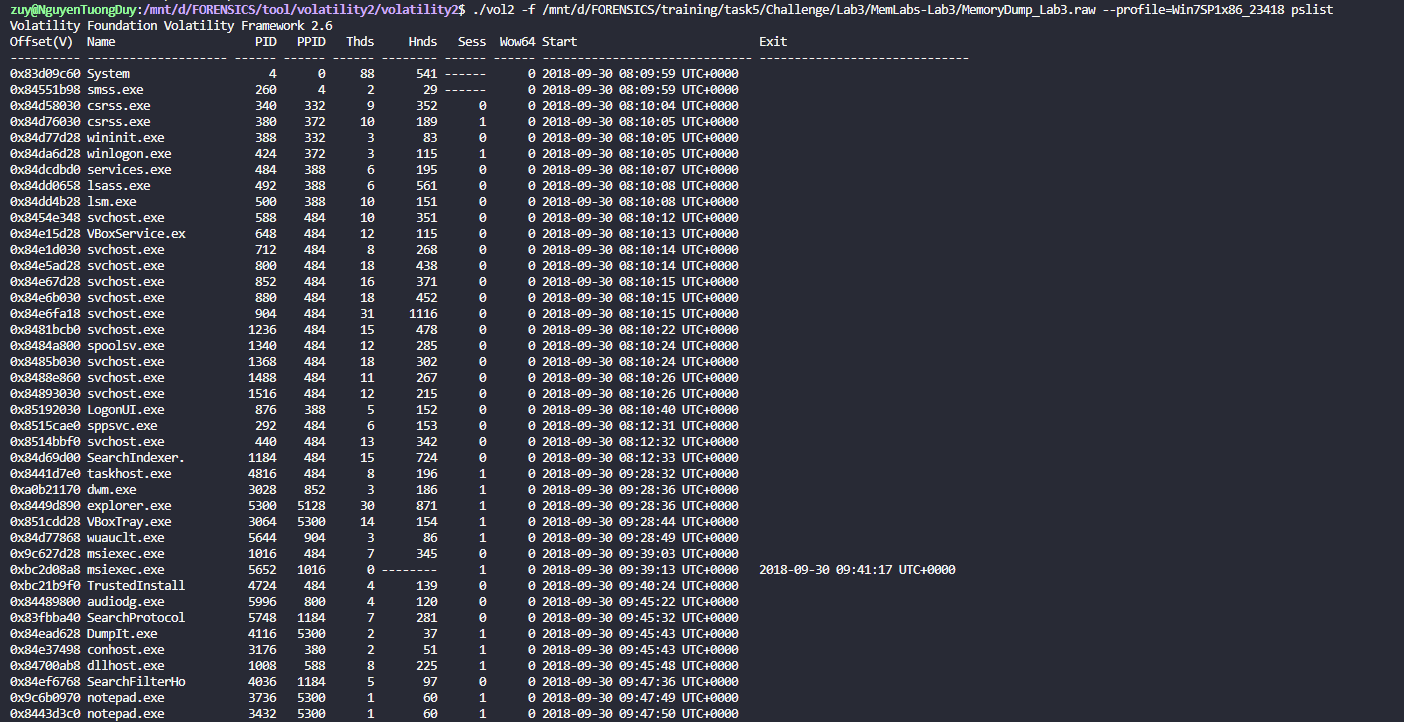 zuy@NguyenTuongDuy:/mnt/d/FORENSICS/tool/volatility2/volatility2$ ./vol2 -f /mnt/d/FORENSICS/training/task5/Challenge/Lab3/MemLabs-Lab3/MemoryDump_Lab3.raw --profile=Win7SP1x86_23418 pslist
Volatility Foundation Volatility Framework 2.6
Offset(V)  Name                    PID   PPID   Thds     Hnds   Sess  Wow64 Start                          Exit
---------- -------------------- ------ ------ ------ -------- ------ ------ ------------------------------ ------------------------------
0x83d09c60 System                    4      0     88      541 ------      0 2018-09-30 08:09:59 UTC+0000
0x84551b98 smss.exe                260      4      2       29 ------      0 2018-09-30 08:09:59 UTC+0000
0x84d58030 csrss.exe               340    332      9      352      0      0 2018-09-30 08:10:04 UTC+0000
0x84d76030 csrss.exe               380    372     10      189      1      0 2018-09-30 08:10:05 UTC+0000
0x84d77d28 wininit.exe             388    332      3       83      0      0 2018-09-30 08:10:05 UTC+0000
0x84da6d28 winlogon.exe            424    372      3      115      1      0 2018-09-30 08:10:05 UTC+0000
0x84dcdbd0 services.exe            484    388      6      195      0      0 2018-09-30 08:10:07 UTC+0000
0x84dd0658 lsass.exe               492    388      6      561      0      0 2018-09-30 08:10:08 UTC+0000
0x84dd4b28 lsm.exe                 500    388     10      151      0      0 2018-09-30 08:10:08 UTC+0000
0x8454e348 svchost.exe             588    484     10      351      0      0 2018-09-30 08:10:12 UTC+0000
0x84e15d28 VBoxService.ex          648    484     12      115      0      0 2018-09-30 08:10:13 UTC+0000
0x84e1d030 svchost.exe             712    484      8      268      0      0 2018-09-30 08:10:14 UTC+0000
0x84e5ad28 svchost.exe             800    484     18      438      0      0 2018-09-30 08:10:14 UTC+0000
0x84e67d28 svchost.exe             852    484     16      371      0      0 2018-09-30 08:10:15 UTC+0000
0x84e6b030 svchost.exe             880    484     18      452      0      0 2018-09-30 08:10:15 UTC+0000
0x84e6fa18 svchost.exe             904    484     31     1116      0      0 2018-09-30 08:10:15 UTC+0000
0x8481bcb0 svchost.exe            1236    484     15      478      0      0 2018-09-30 08:10:22 UTC+0000
0x8484a800 spoolsv.exe            1340    484     12      285      0      0 2018-09-30 08:10:24 UTC+0000
0x8485b030 svchost.exe            1368    484     18      302      0      0 2018-09-30 08:10:24 UTC+0000
0x8488e860 svchost.exe            1488    484     11      267      0      0 2018-09-30 08:10:26 UTC+0000
0x84893030 svchost.exe            1516    484     12      215      0      0 2018-09-30 08:10:26 UTC+0000
0x85192030 LogonUI.exe             876    388      5      152      0      0 2018-09-30 08:10:40 UTC+0000
0x8515cae0 sppsvc.exe              292    484      6      153      0      0 2018-09-30 08:12:31 UTC+0000
0x8514bbf0 svchost.exe             440    484     13      342      0      0 2018-09-30 08:12:32 UTC+0000
0x84d69d00 SearchIndexer.         1184    484     15      724      0      0 2018-09-30 08:12:33 UTC+0000
0x8441d7e0 taskhost.exe           4816    484      8      196      1      0 2018-09-30 09:28:32 UTC+0000
0xa0b21170 dwm.exe                3028    852      3      186      1      0 2018-09-30 09:28:36 UTC+0000
0x8449d890 explorer.exe           5300   5128     30      871      1      0 2018-09-30 09:28:36 UTC+0000
0x851cdd28 VBoxTray.exe           3064   5300     14      154      1      0 2018-09-30 09:28:44 UTC+0000
0x84d77868 wuauclt.exe            5644    904      3       86      1      0 2018-09-30 09:28:49 UTC+0000
0x9c627d28 msiexec.exe            1016    484      7      345      0      0 2018-09-30 09:39:03 UTC+0000
0xbc2d08a8 msiexec.exe            5652   1016      0 --------      1      0 2018-09-30 09:39:13 UTC+0000   2018-09-30 09:41:17 UTC+0000
0xbc21b9f0 TrustedInstall         4724    484      4      139      0      0 2018-09-30 09:40:24 UTC+0000
0x84489800 audiodg.exe            5996    800      4      120      0      0 2018-09-30 09:45:22 UTC+0000
0x83fbba40 SearchProtocol         5748   1184      7      281      0      0 2018-09-30 09:45:32 UTC+0000
0x84ead628 DumpIt.exe             4116   5300      2       37      1      0 2018-09-30 09:45:43 UTC+0000
0x84e37498 conhost.exe            3176    380      2       51      1      0 2018-09-30 09:45:43 UTC+0000
0x84700ab8 dllhost.exe            1008    588      8      225      1      0 2018-09-30 09:45:48 UTC+0000
0x84ef6768 SearchFilterHo         4036   1184      5       97      0      0 2018-09-30 09:47:36 UTC+0000
0x9c6b0970 notepad.exe            3736   5300      1       60      1      0 2018-09-30 09:47:49 UTC+0000
0x8443d3c0 notepad.exe            3432   5300      1       60      1      0 2018-09-30 09:47:50 UTC+0000